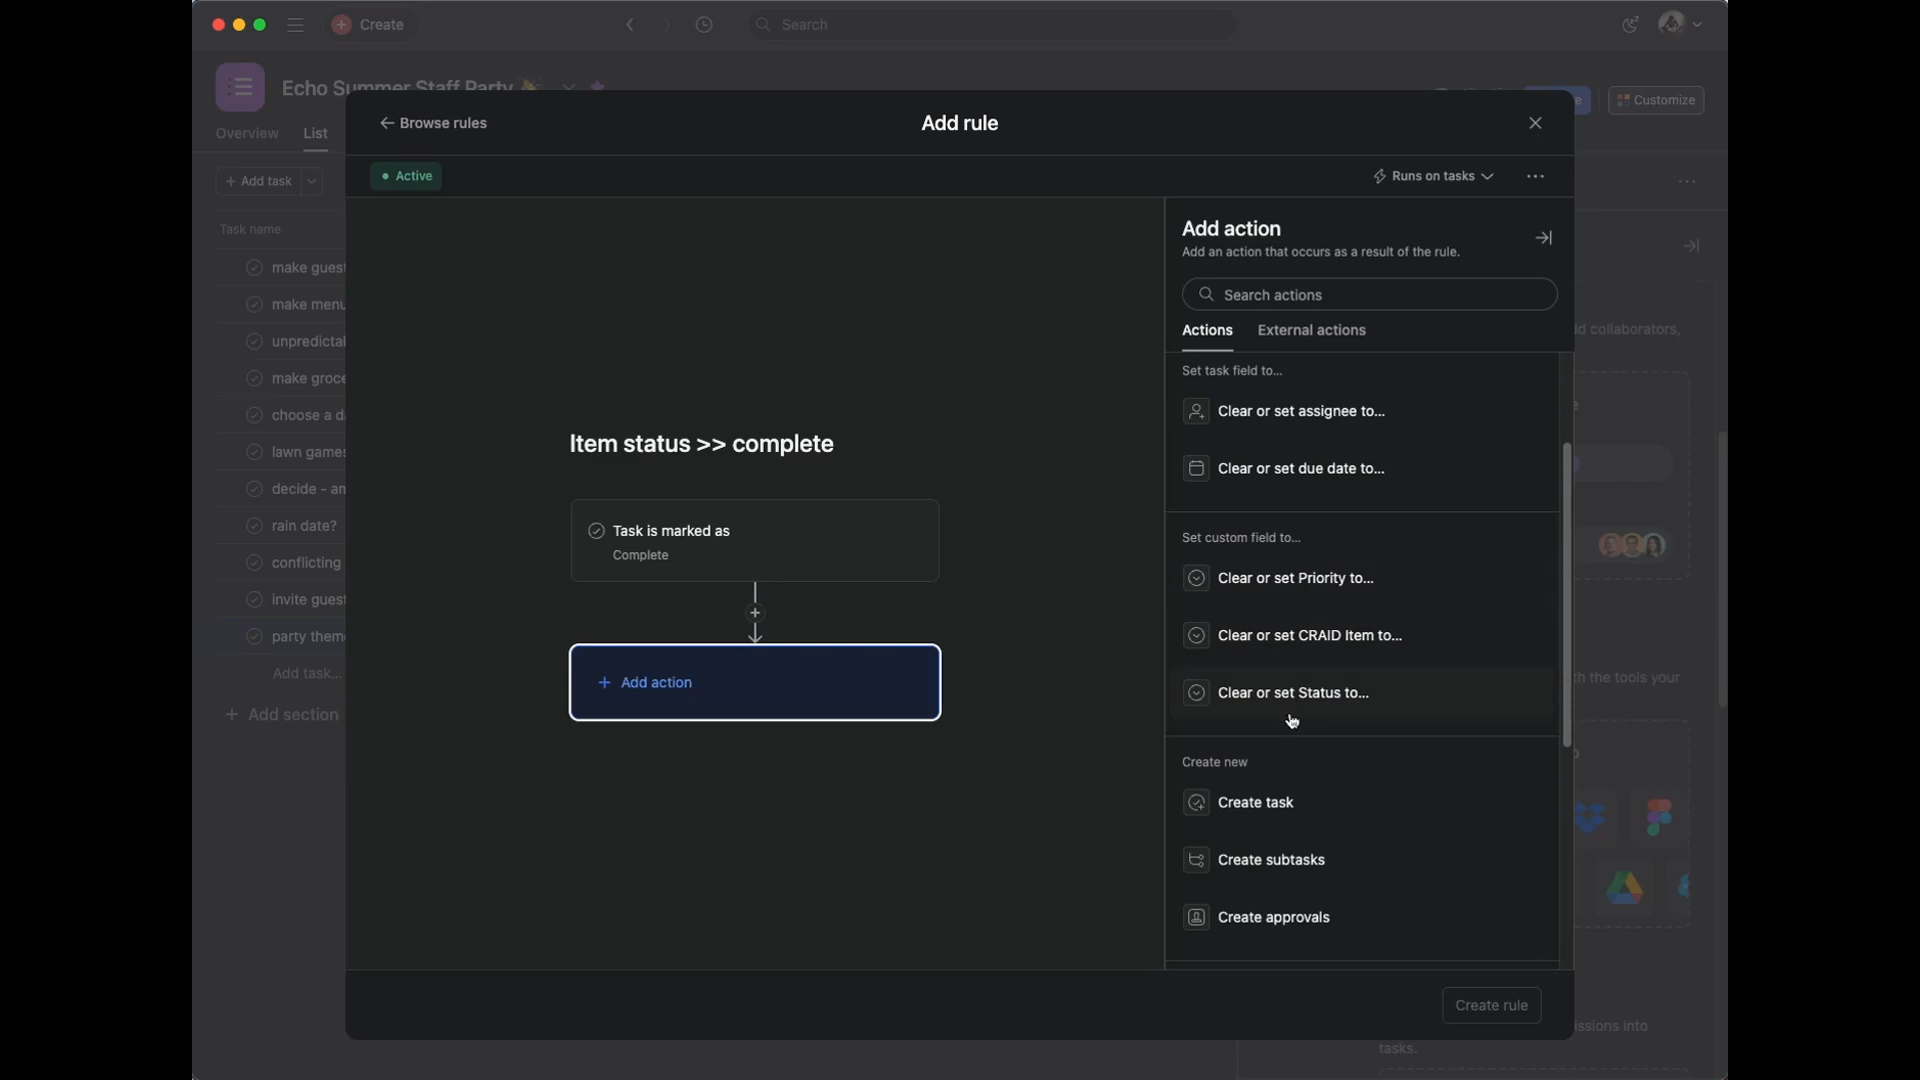 Create
Search
Echo Summer Staff Party
Customize
Overview
List
Browse rules
Add rule
Active
Runs on tasks
Add task
Task name
make guest
make menu
unpredictal
make groce
choose a d
lawn games
decide - an
rain date?
conflicting
invite guest
party theme
Add task...
Add section
Item status >> complete
Task is marked as
Complete
Add action
Add action
Add an action that occurs as a result of the rule.
Search actions
Actions
External actions
Set task field to...
Clear or set assignee to...
Clear or set due date to...
Set custom field to...
Clear or set Priority to...
Clear or set CRAID Item to...
Clear or set Status to...
Create new
Create task
Create subtasks
Create approvals
Create rule
d collaborators,
h the tools your
issions into
tasks.